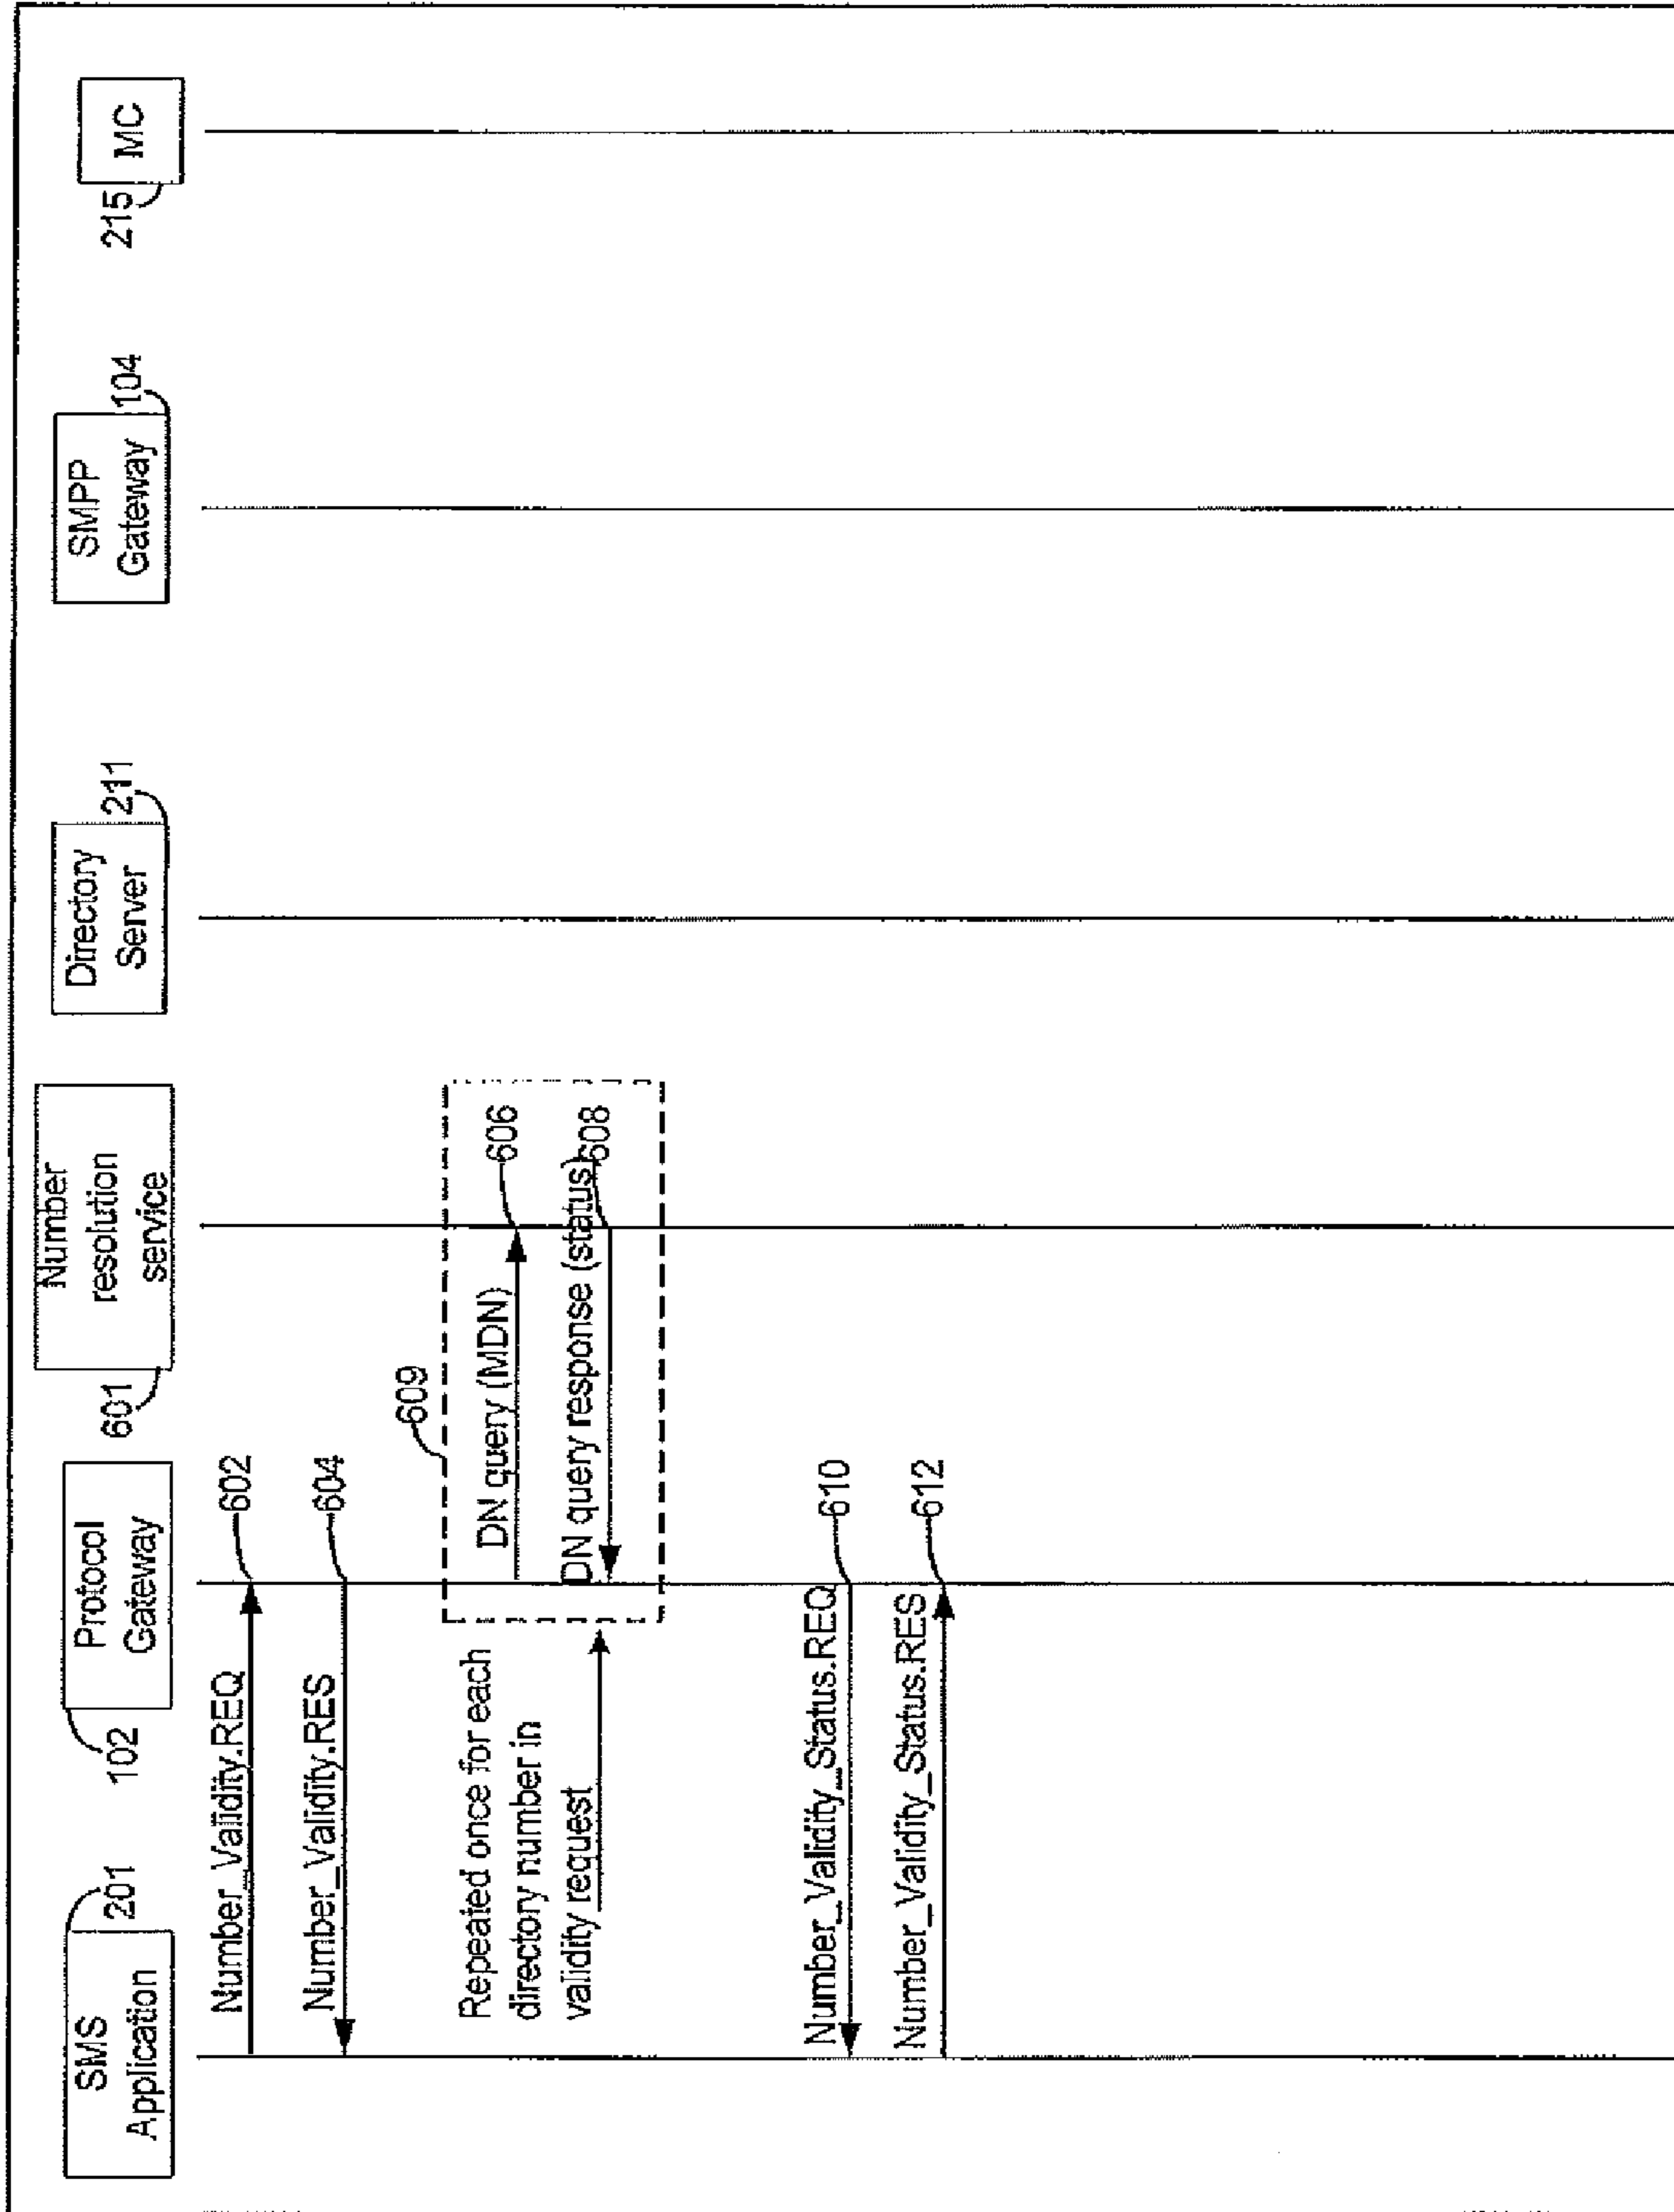 SMS
Application
201
Protocol
Gateway
102
Number
resolution
service
601
Directory
Server
211
SMPP
Gateway
104
MC
215
Number_Validity.REQ
602
Number_Validity.RES
604
609
Repeated once for each
directory number in
validity request
DN query (MDN)
606
DN query response (status)
608
Number_Validity_Status.REQ
610
Number_Validity_Status.RES
612